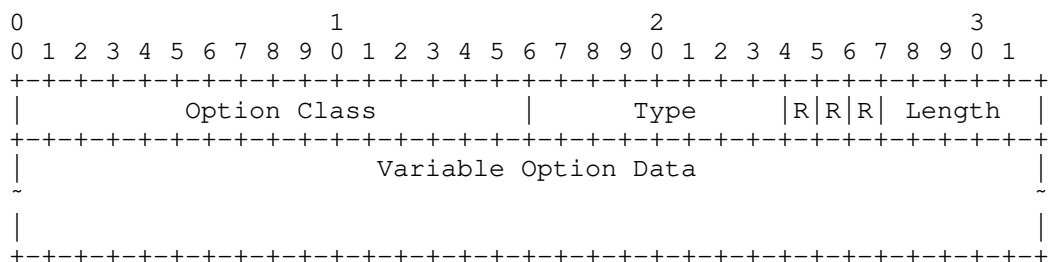 0                   1                   2                   3
0 1 2 3 4 5 6 7 8 9 0 1 2 3 4 5 6 7 8 9 0 1 2 3 4 5 6 7 8 9 0 1
+-+-+-+-+-+-+-+-+-+-+-+-+-+-+-+-+-+-+-+-+-+-+-+-+-+-+-+-+-+-+-+-+
|          Option Class         |      Type     |R|R|R| Length  |
+-+-+-+-+-+-+-+-+-+-+-+-+-+-+-+-+-+-+-+-+-+-+-+-+-+-+-+-+-+-+-+-+
|                      Variable Option Data                     |
~                                                               ~
|                                                               |
+-+-+-+-+-+-+-+-+-+-+-+-+-+-+-+-+-+-+-+-+-+-+-+-+-+-+-+-+-+-+-+-+